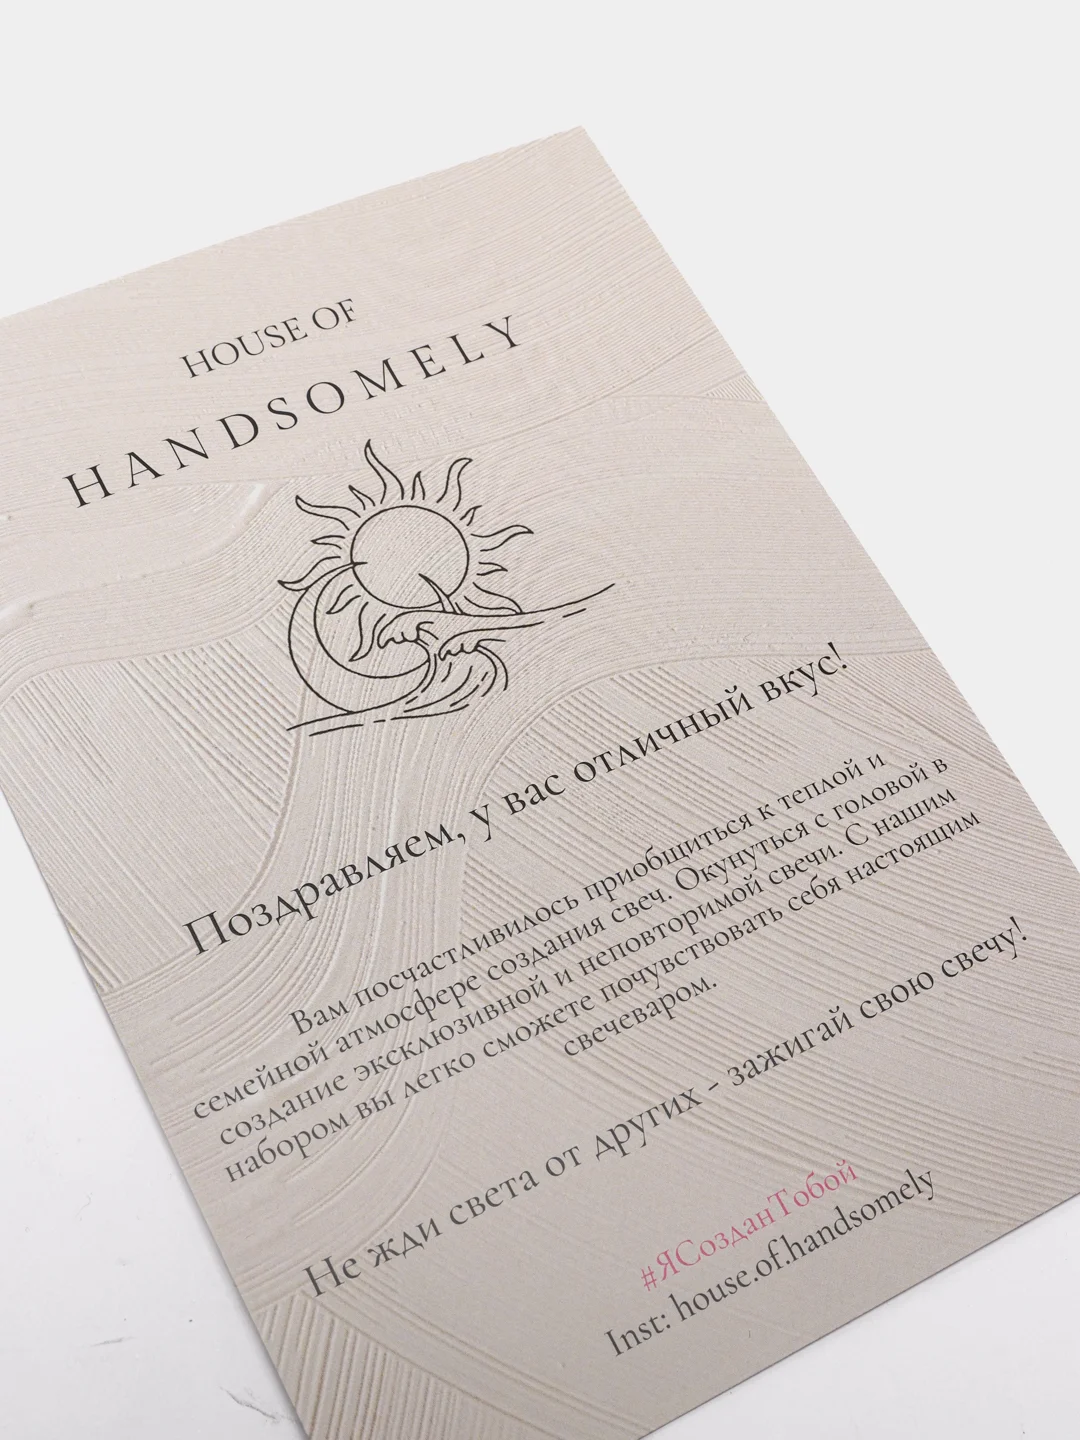 HOUSE OF
HANDSOMELY
Поздравляем, у вас отличный вкус!
Вам посчастливилось приобщиться к теплой и
семейной атмосфере создания свеч. Окунуться с головой в
создание эксклюзивной и неповторимой свечи. С нашим
набором вы легко сможете почувствовать себя настоящим
свечеваром.
Не жди света от других - зажигай свою свечу!
#ЯСозданТобой
Inst: house.of.handsomely